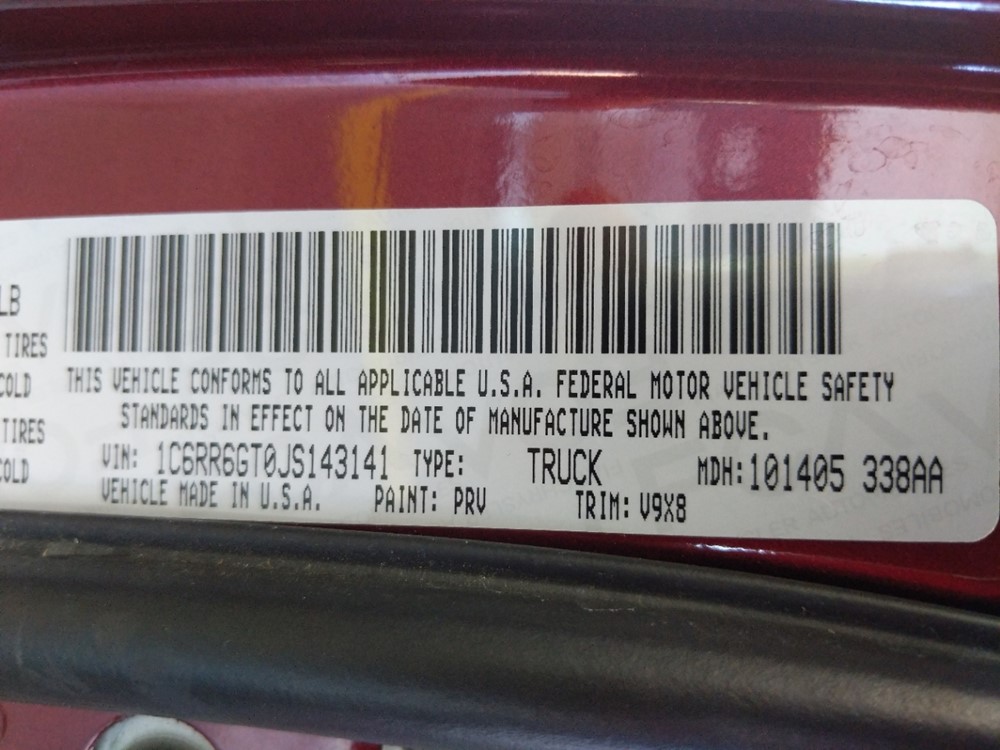 LB
TIRES
COLD
TIRES
COLD
THIS VEHICLE CONFORMS TO ALL APPLICABLE U.S.A. FEDERAL MOTOR VEHICLE SAFETY
STANDARDS IN EFFECT ON THE DATE OF MANUFACTURE SHOWN ABOVE.
VIN: 1C6RR6GT0JS143141 TYPE: TRUCK MDH:101405 338AA
VEHICLE MADE IN U.S.A. PAINT: PRV TRIM: V9X8